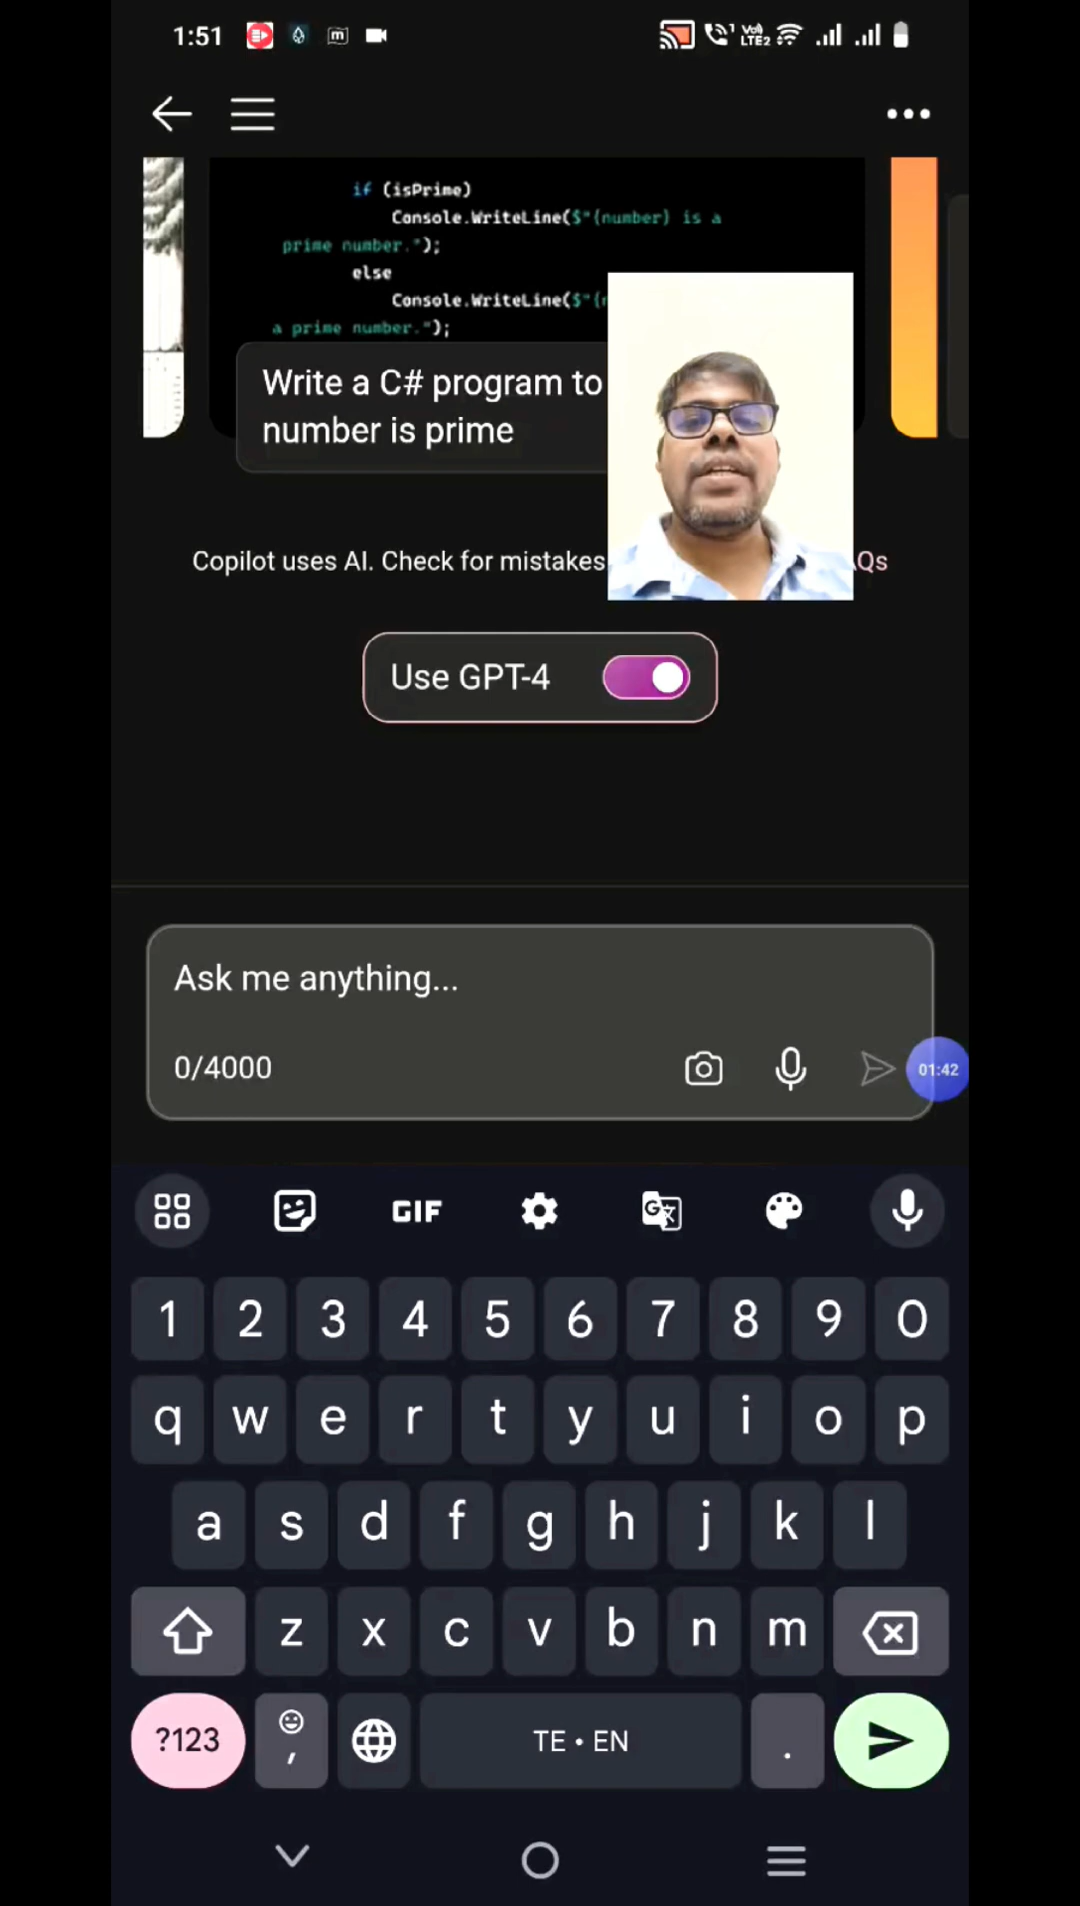 1:51
LTE2
if (isPrime)
Console.WriteLine($"{number} is a
prime number.");
else
Console.WriteLine($"{
a prime number.");
Write a C# program to
number is prime
Copilot uses AI. Check for mistakes
Qs
Use GPT-4
Ask me anything...
0/4000
01:42
GIF
1 2 3 4 5 6 7 8 9 0
q w e r t y u i o p
a s d f g h j k l
z x c v b n m
?123 , TE • EN .